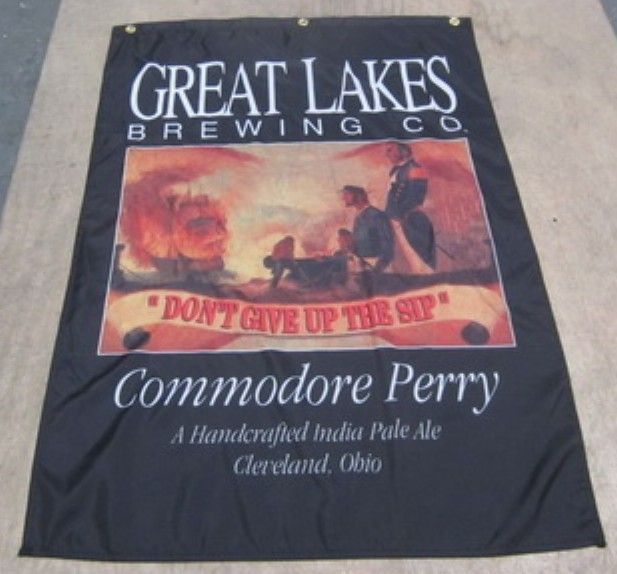 GREAT LAKES
BREWING CO.
"DON'T GIVE UP THE SIP"
Commodore Perry
A Handcrafted India Pale Ale
Cleveland, Ohio